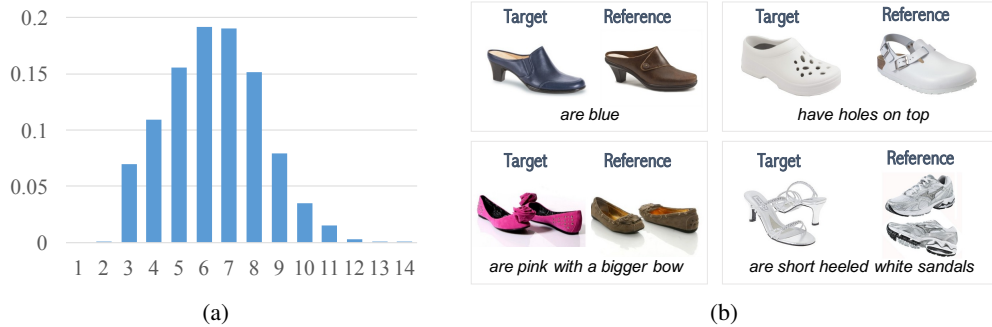 0.2
0.15
0.1
0.05
0
1 2 3 4 5 6 7 8 9 10 11 12 13 14
(a)
Target Reference
are blue
Target Reference
have holes on top
Target Reference
are pink with a bigger bow
Target Reference
are short heeled white sandals
(b)